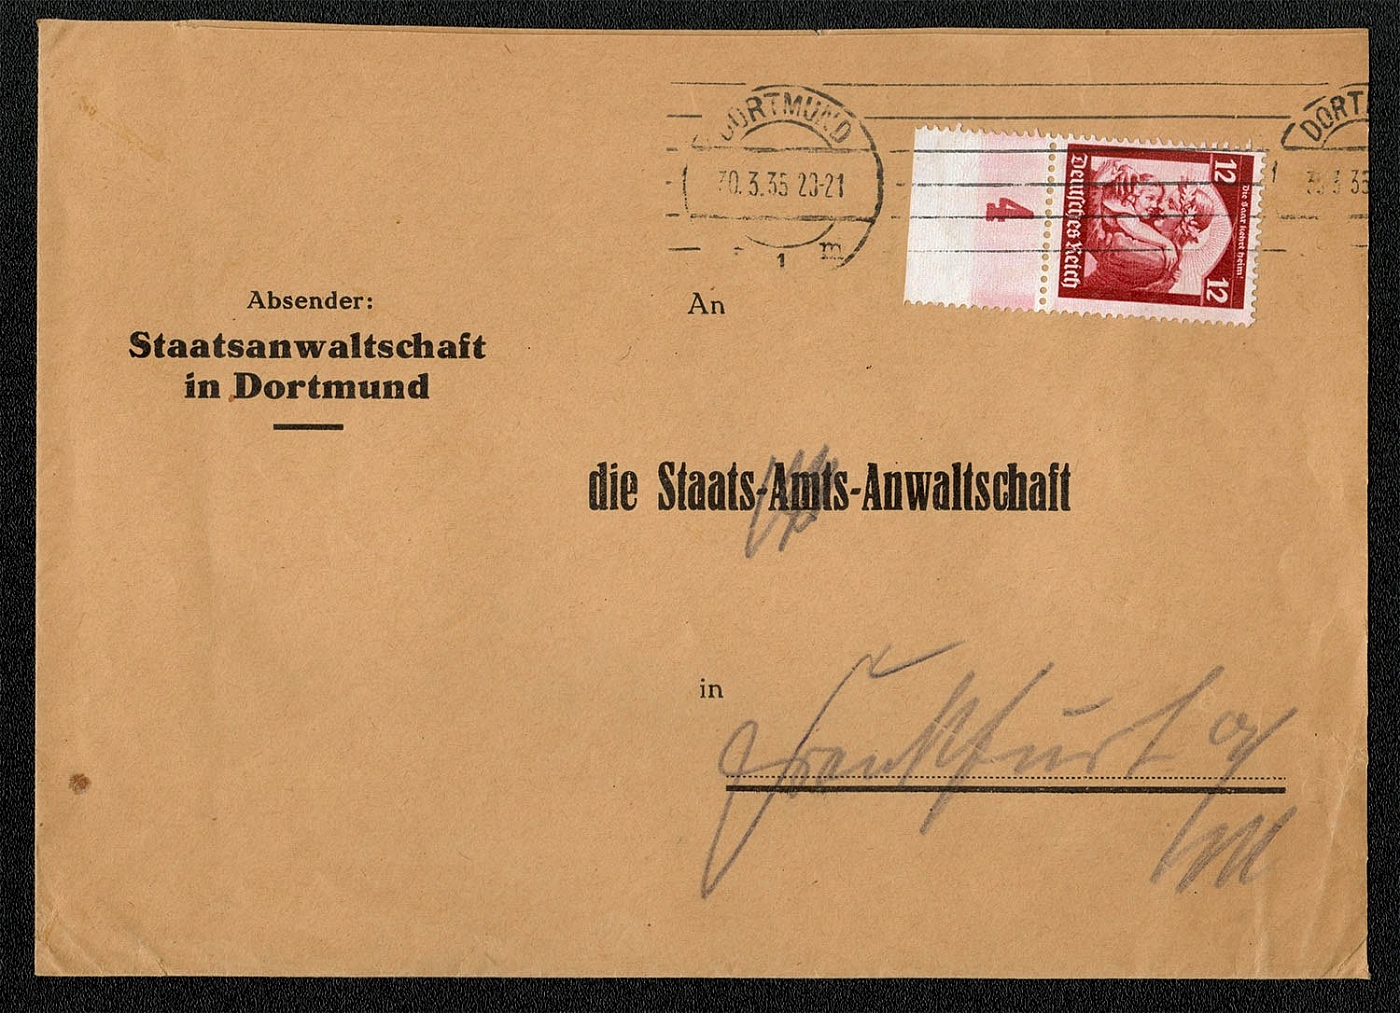 DORTMUND
30.3.35 20-21
1 m
DORT
4
12
12
Deutsches Reich
Die Saar kehrt heim!
Absender:
Staatsanwaltschaft
in Dortmund
An
die Staats-Amts-Anwaltschaft
in
Frankfurt a/
M